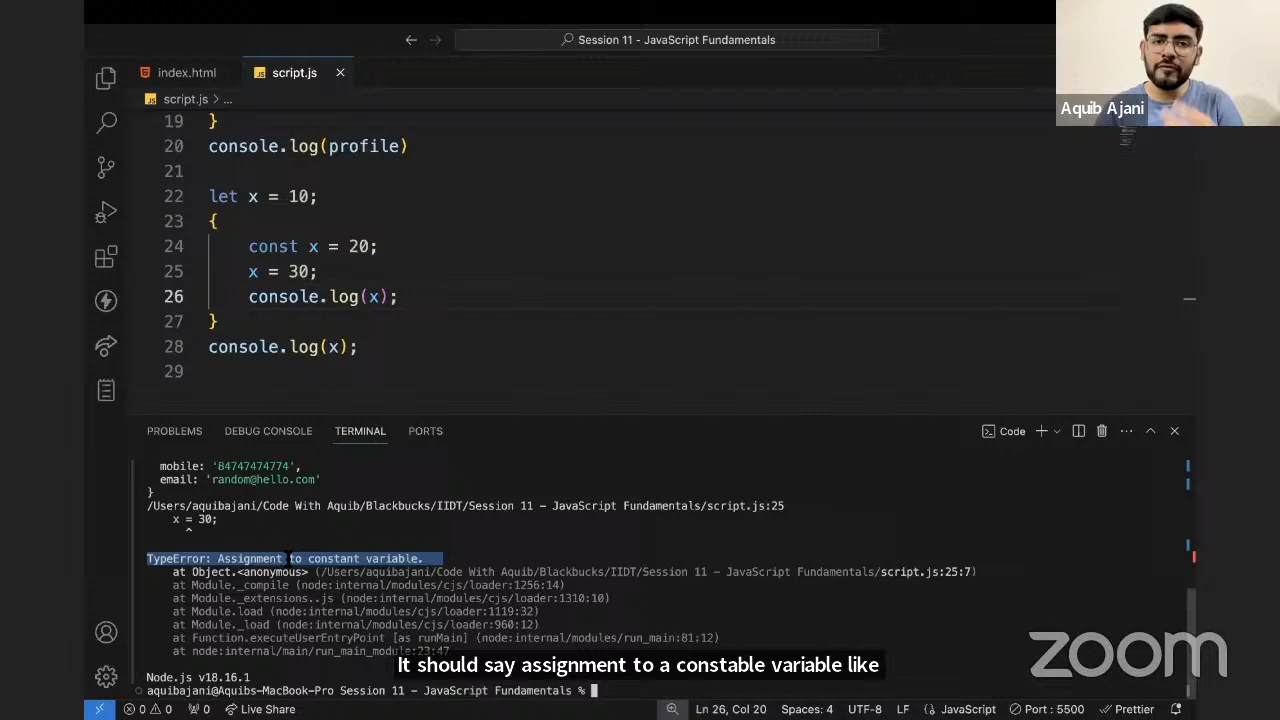 Session 11 - JavaScript Fundamentals
Aquib Ajani
index.html
script.js
script.js > ...
19 }
20 console.log(profile)
21
22 let x = 10;
23 {
24 const x = 20;
25 x = 30;
26 console.log(x);
27 }
28 console.log(x);
29
PROBLEMS DEBUG CONSOLE TERMINAL PORTS
Code
mobile: '84747474774',
email: 'random@hello.com'
}
/Users/aquibajani/Code With Aquib/Blackbucks/IIDT/Session 11 - JavaScript Fundamentals/script.js:25
x = 30;
^
TypeError: Assignment to constant variable.
at Object.<anonymous> (/Users/aquibajani/Code With Aquib/Blackbucks/IIDT/Session 11 - JavaScript Fundamentals/script.js:25:7)
at Module._compile (node:internal/modules/cjs/loader:1256:14)
at Module._extensions..js (node:internal/modules/cjs/loader:1310:10)
at Module.load (node:internal/modules/cjs/loader:1119:32)
at Module._load (node:internal/modules/cjs/loader:960:12)
at Function.executeUserEntryPoint [as runMain] (node:internal/modules/run_main:81:12)
at node:internal/main/run_main_module:23:47
It should say assignment to a constable variable like
Node.js v18.16.1
aquibajani@Aquibs-MacBook-Pro Session 11 - JavaScript Fundamentals %
zoom
0 0 0 Live Share Ln 26, Col 20 Spaces: 4 UTF-8 LF {} JavaScript Port : 5500 Prettier